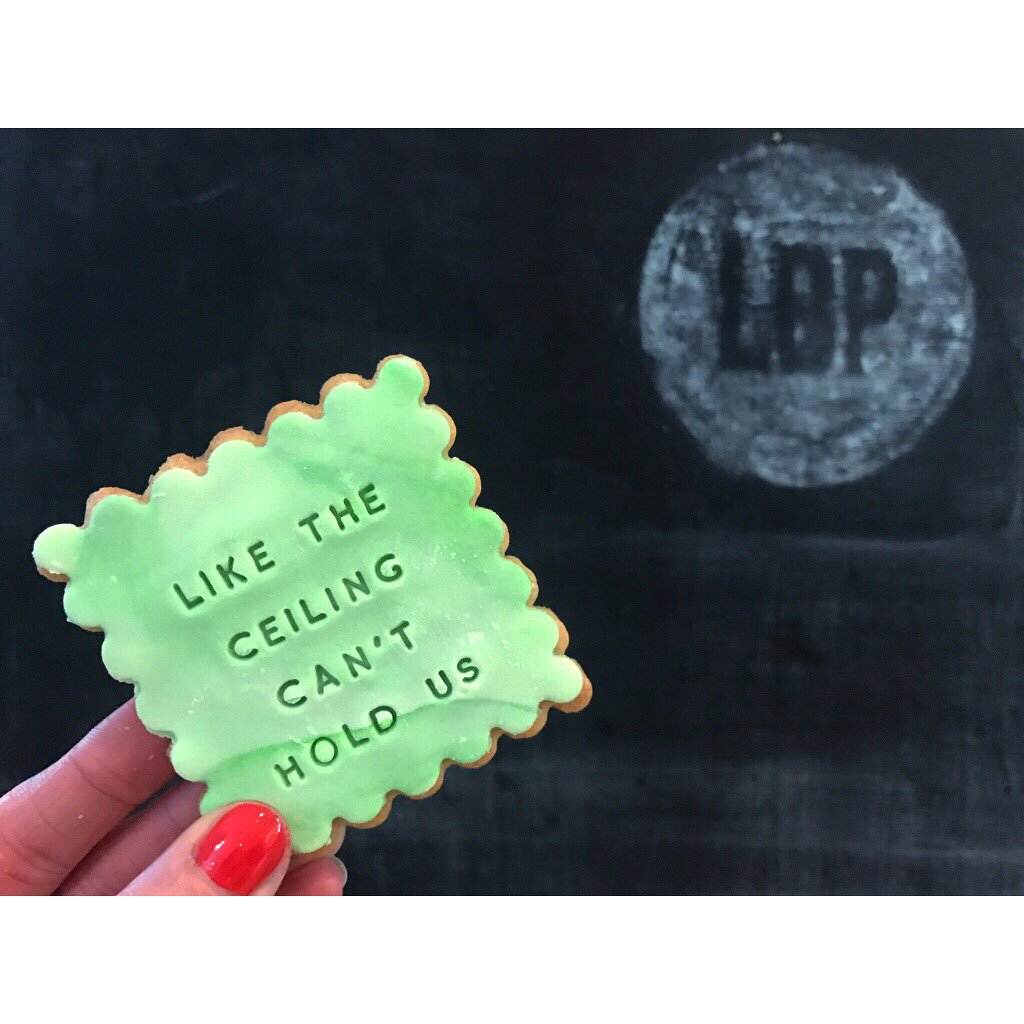 LIKE THE
CEILING
CAN'T
HOLD US
LBP